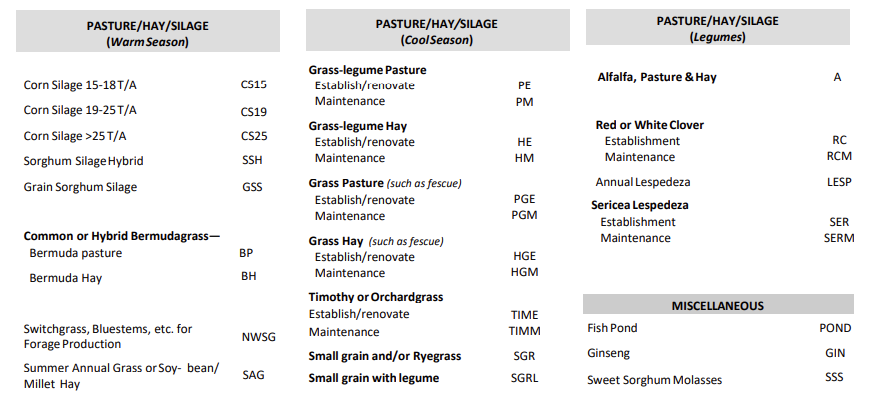 PASTURE/HAY/SILAGE
(Warm Season)
Corn Silage 15-18 T/A CS15
Corn Silage 19-25 T/A CS19
Corn Silage >25 T/A CS25
Sorghum Silage Hybrid SSH
Grain Sorghum Silage GSS
Common or Hybrid Bermudagrass—
Bermuda pasture BP
Bermuda Hay BH
Switchgrass, Bluestems, etc. for
Forage Production NWSG
Summer Annual Grass or Soy- bean/
Millet Hay SAG
PASTURE/HAY/SILAGE
(Cool Season)
Grass-legume Pasture
Establish/renovate PE
Maintenance PM
Grass-legume Hay
Establish/renovate HE
Maintenance HM
Grass Pasture (such as fescue)
Establish/renovate PGE
Maintenance PGM
Grass Hay (such as fescue)
Establish/renovate HGE
Maintenance HGM
Timothy or Orchardgrass
Establish/renovate TIME
Maintenance TIMM
Small grain and/or Ryegrass SGR
Small grain with legume SGRL
PASTURE/HAY/SILAGE
(Legumes)
Alfalfa, Pasture & Hay A
Red or White Clover
Establishment RC
Maintenance RCM
Annual Lespedeza LESP
Sericea Lespedeza
Establishment SER
Maintenance SERM
MISCELLANEOUS
Fish Pond POND
Ginseng GIN
Sweet Sorghum Molasses SSS